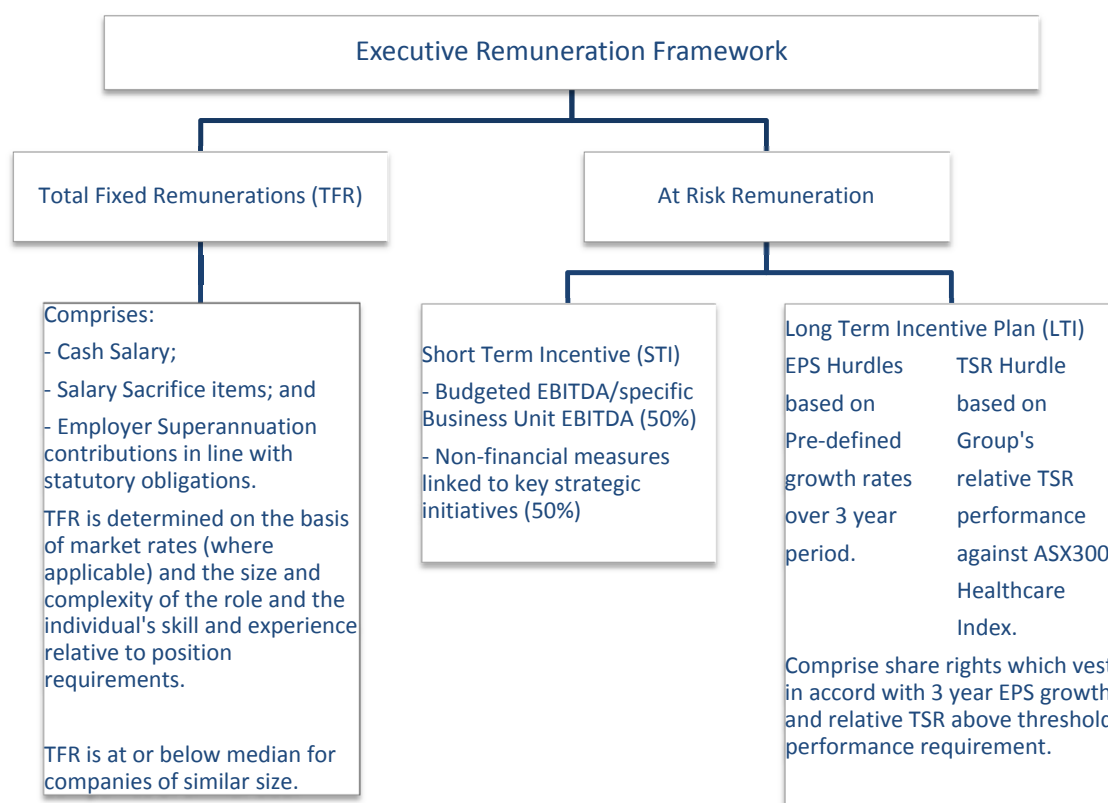 Executive Remuneration Framework
Total Fixed Remunerations (TFR)
At Risk Remuneration
Comprises:
- Cash Salary;
- Salary Sacrifice items; and
- Employer Superannuation
contributions in line with
statutory obligations.
TFR is determined on the basis
of market rates (where
applicable) and the size and
complexity of the role and the
individual's skill and experience
relative to position
requirements.
TFR is at or below median for
companies of similar size.
Short Term Incentive (STI)
- Budgeted EBITDA/specific
Business Unit EBITDA (50%)
- Non-financial measures
linked to key strategic
initiatives (50%)
Long Term Incentive Plan (LTI)
EPS Hurdles
based on
Pre-defined
growth rates
over 3 year
period.
TSR Hurdle
based on
Group's
relative TSR
performance
against ASX300
Healthcare
Index.
Comprise share rights which vest
in accord with 3 year EPS growth
and relative TSR above threshold
performance requirement.